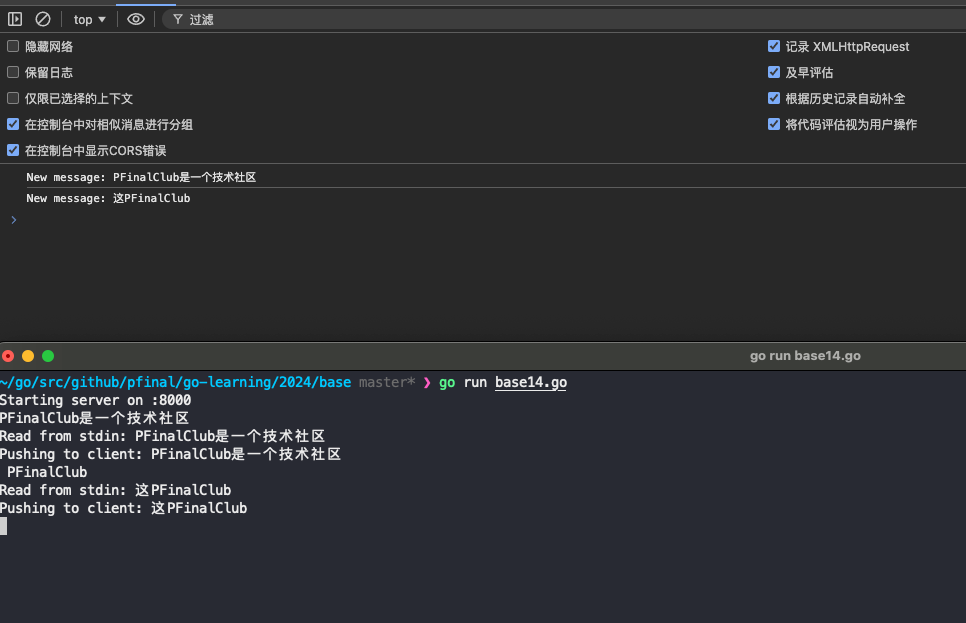 top 过滤
隐藏网络 记录 XMLHttpRequest
保留日志 及早评估
仅限已选择的上下文 根据历史记录自动补全
在控制台中对相似消息进行分组 将代码评估视为用户操作
在控制台中显示CORS错误
New message: PFinalClub是一个技术社区
New message: 这PFinalClub
>
go run base14.go
~/go/src/github/pfinal/go-learning/2024/base master* ❯ go run base14.go
Starting server on :8000
PFinalClub是一个技术社区
Read from stdin: PFinalClub是一个技术社区
Pushing to client: PFinalClub是一个技术社区
PFinalClub
Read from stdin: 这PFinalClub
Pushing to client: 这PFinalClub